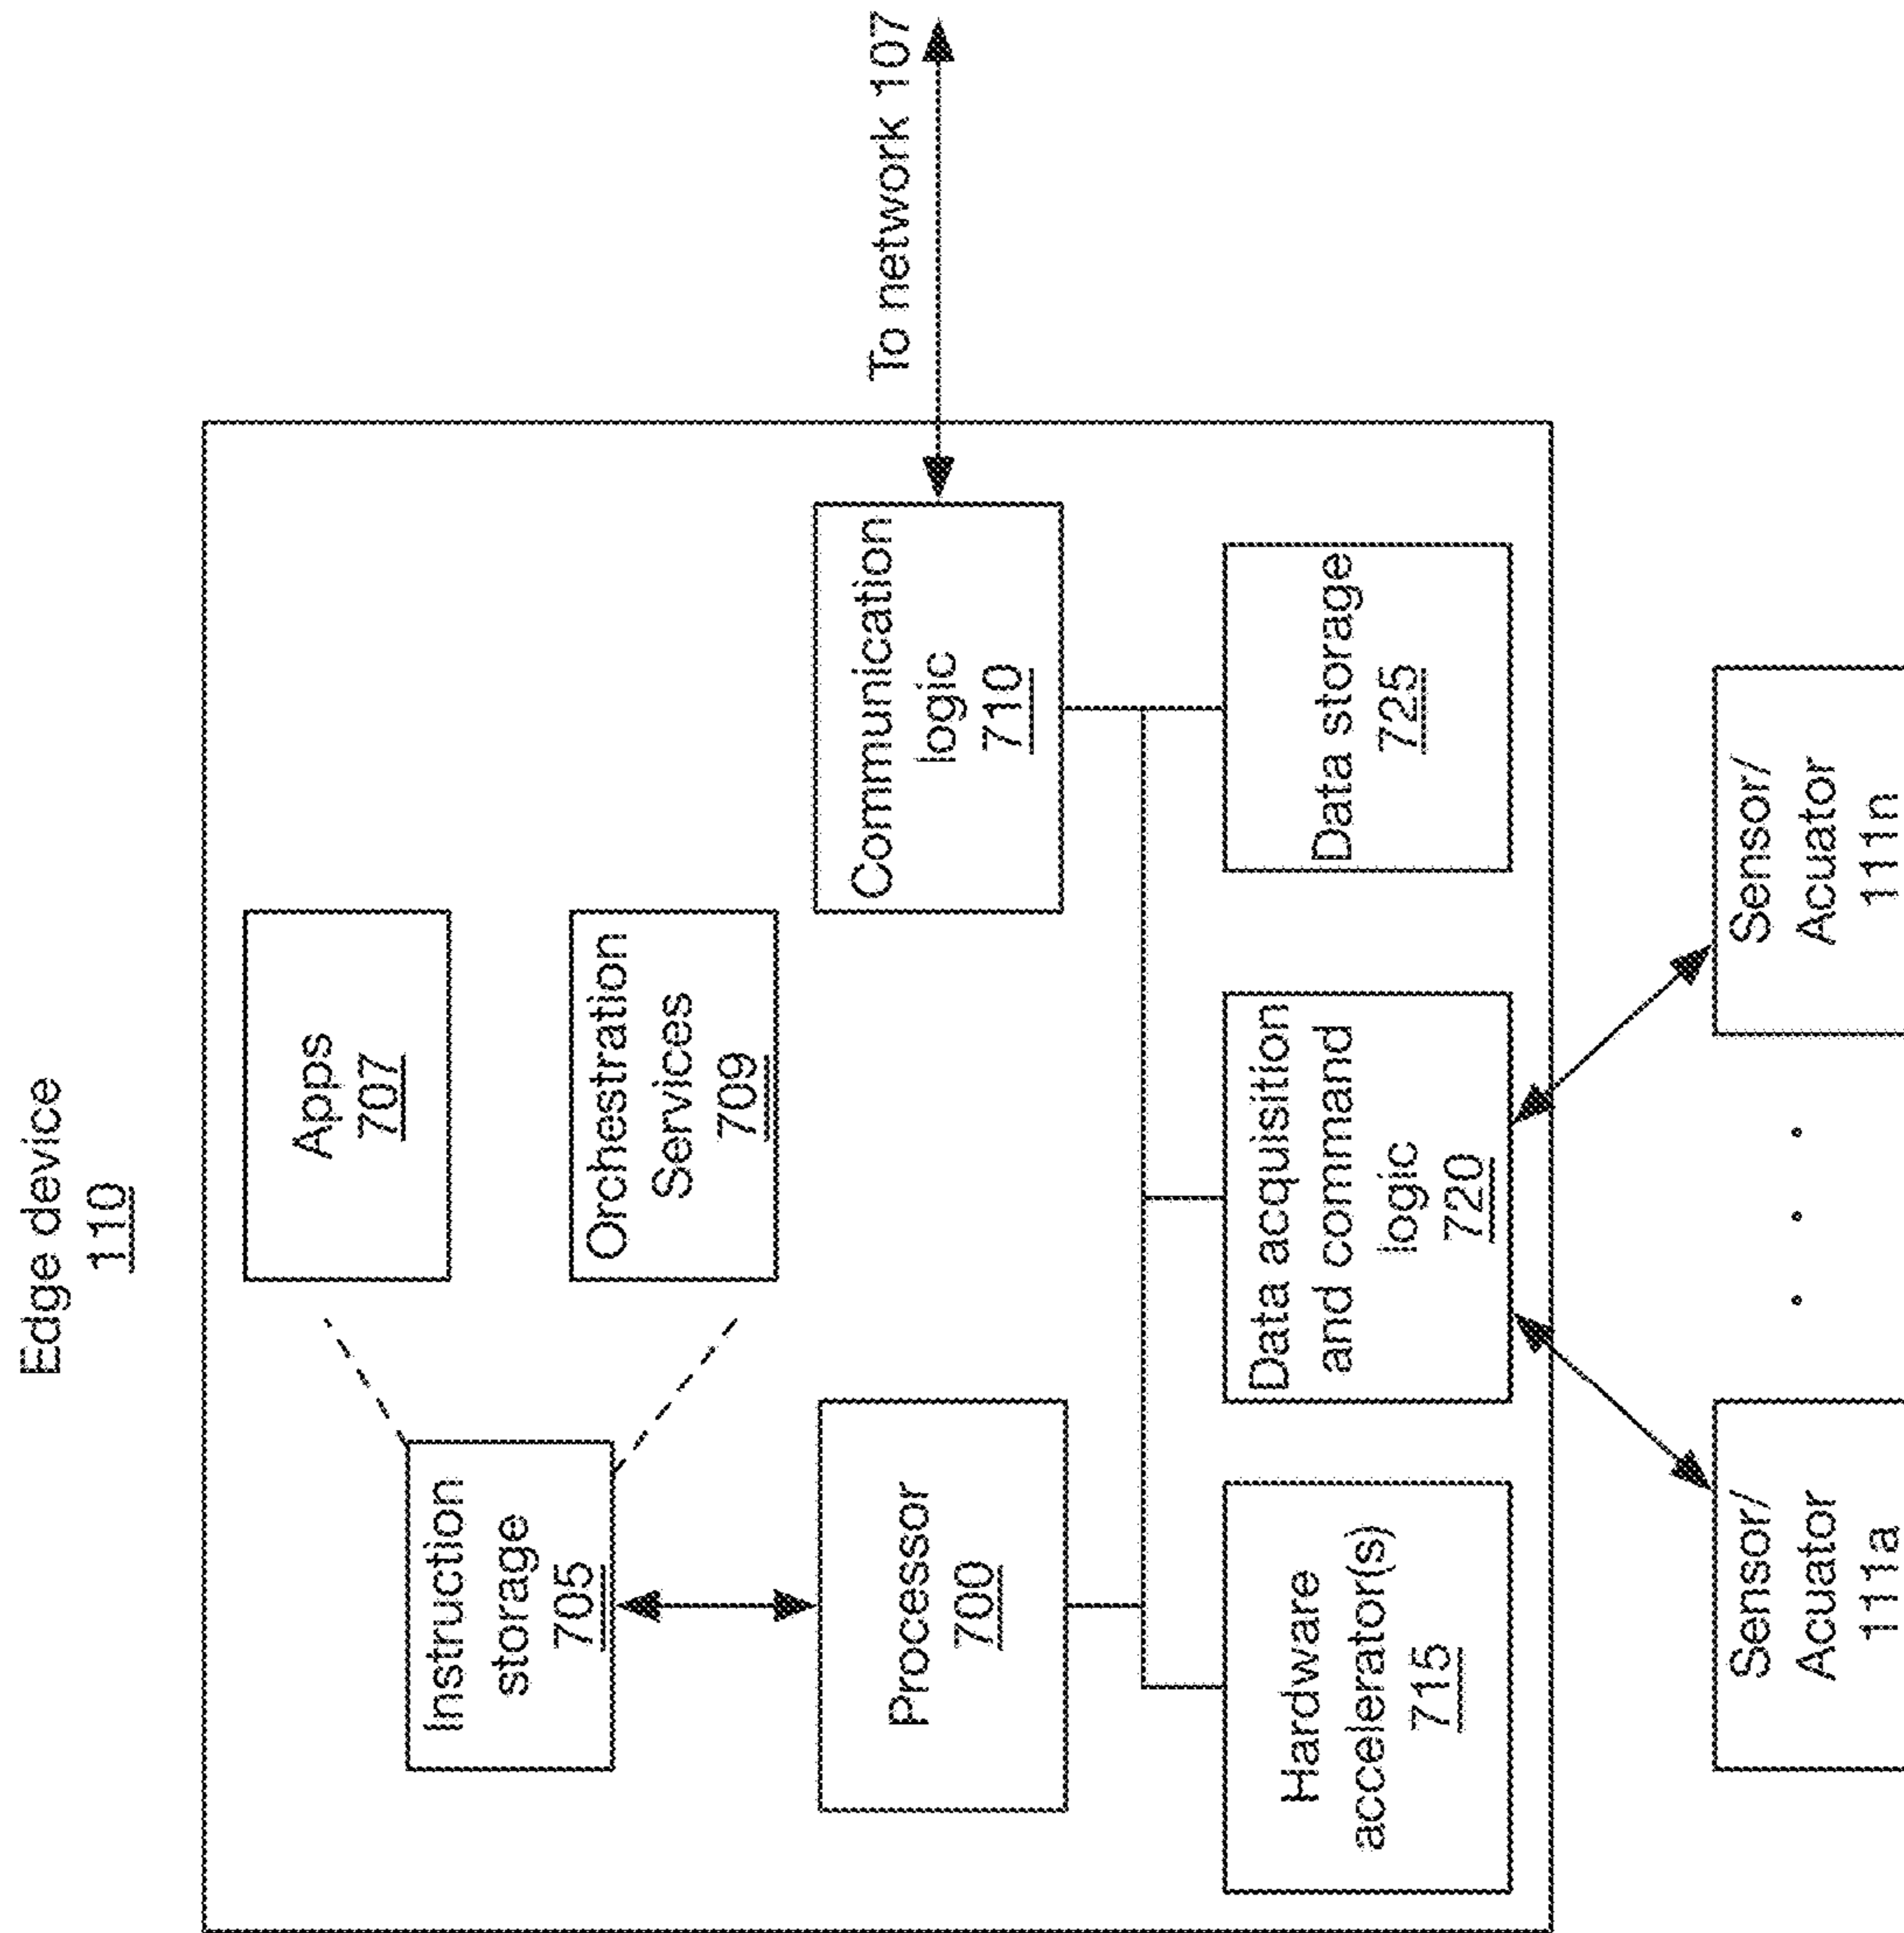 Edge device
110
Apps
707
Instruction
storage
705
Orchestration
Services
709
To network 107
Processor
700
Communication
logic
710
Hardware
accelerator(s)
715
Data acquisition
and command
logic
720
Data storage
725
Sensor/
Acuator
111a
Sensor/
Acuator
111n